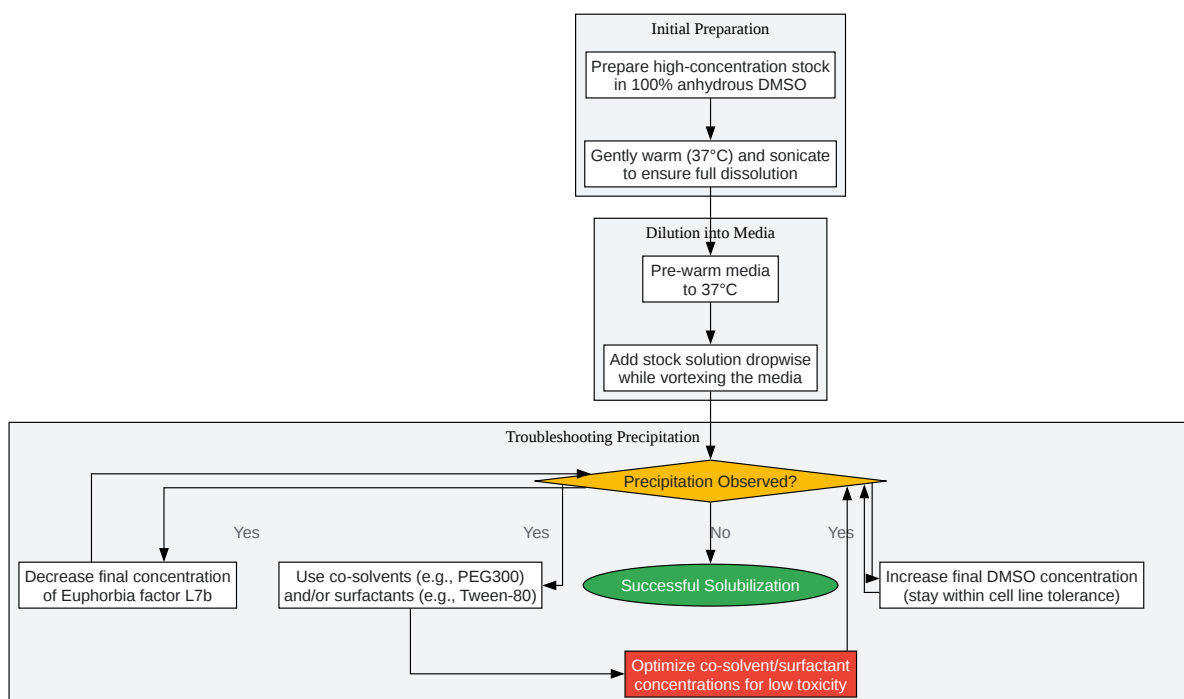 Initial Preparation
Prepare high-concentration stock
in 100% anhydrous DMSO
Gently warm (37°C) and sonicate
to ensure full dissolution
Dilution into Media
Pre-warm media
to 37°C
Add stock solution dropwise
while vortexing the media
Troubleshooting Precipitation
Precipitation Observed?
Yes
Yes
No
Yes
Decrease final concentration
of Euphorbia factor L7b
Use co-solvents (e.g., PEG300)
and/or surfactants (e.g., Tween-80)
Successful Solubilization
Increase final DMSO concentration
(stay within cell line tolerance)
Optimize co-solvent/surfactant
concentrations for low toxicity